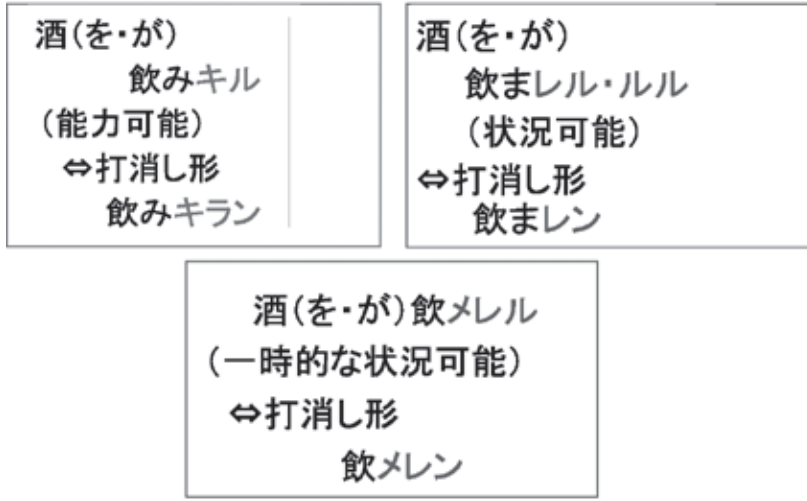 酒(を・が)
飲みキル
(能力可能)
⇔打消し形
飲みキラン
酒(を・が)
飲まレル・ルル
(状況可能)
⇔打消し形
飲まレン
酒(を・が)飲メレル
(一時的な状況可能)
⇔打消し形
飲メレン